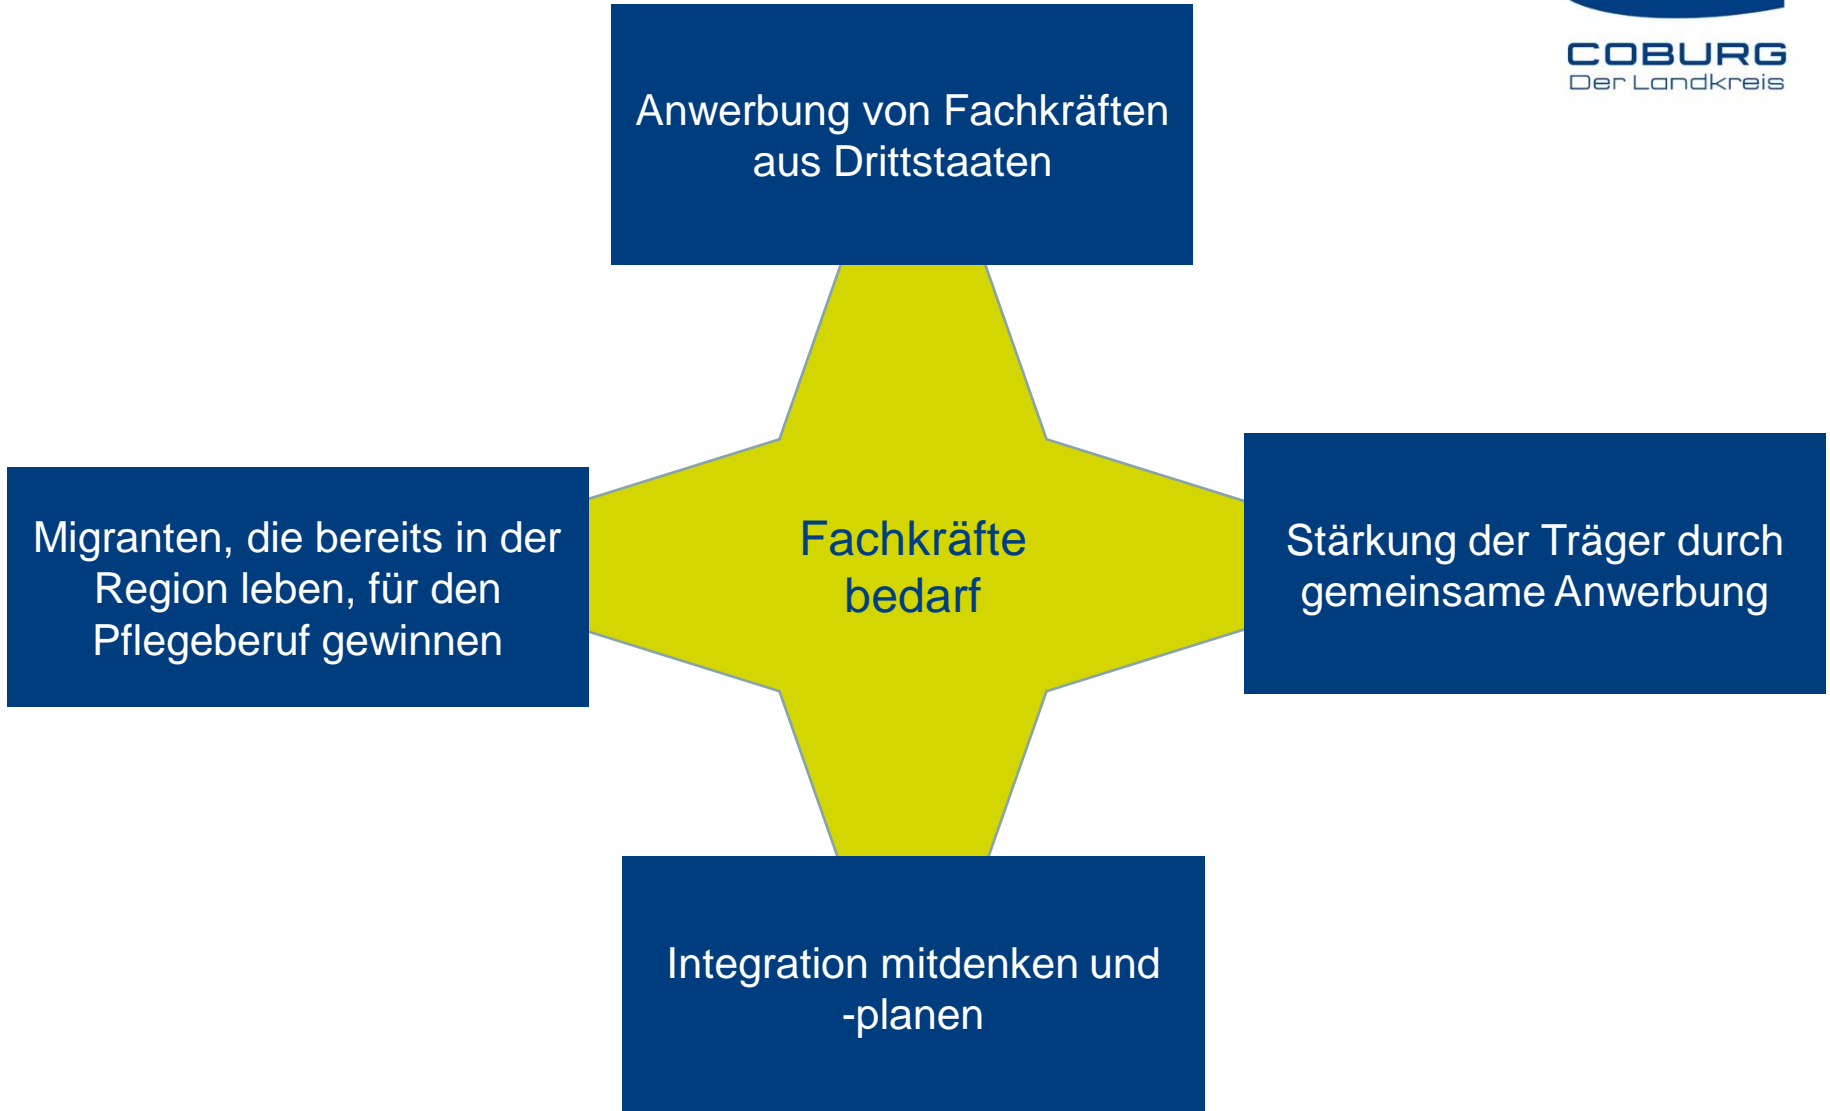 COBURG
Der Landkreis
Anwerbung von Fachkräften
aus Drittstaaten
Migranten, die bereits in der
Region leben, für den
Pflegeberuf gewinnen
Fachkräfte
bedarf
Stärkung der Träger durch
gemeinsame Anwerbung
Integration mitdenken und
-planen